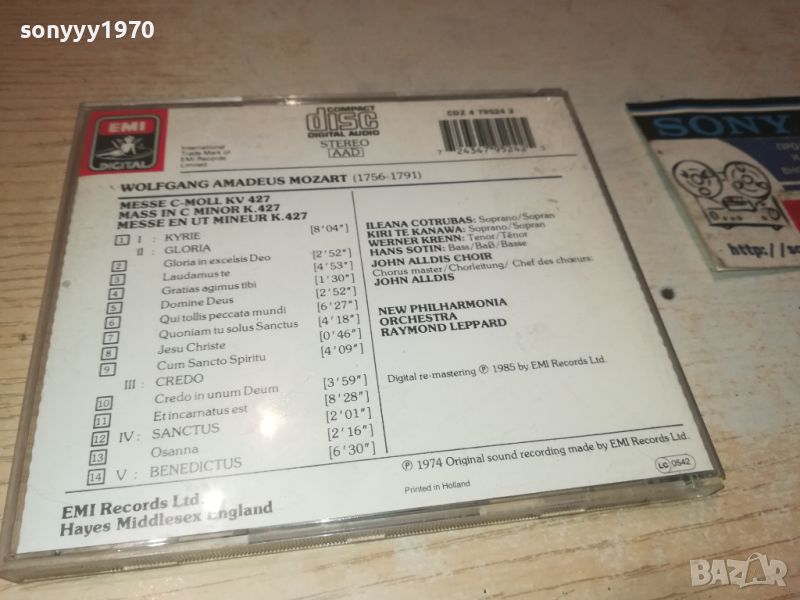 sonyyy1970
EMI
DIGITAL
International
Trade Mark of
EMI Records
Limited
COMPACT
disc
DIGITAL AUDIO
STEREO
AAD
CDZ 4 79524 2
7 24347 95242 5
WOLFGANG AMADEUS MOZART (1756-1791)
MESSE C-MOLL KV 427
MASS IN C MINOR K.427
MESSE EN UT MINEUR K.427
1 I : KYRIE [8'04"]
II : GLORIA
2 Gloria in excelsis Deo [2'52"]
3 Laudamus te [4'53"]
4 Gratias agimus tibi [1'30"]
5 Domine Deus [2'52"]
6 Qui tollis peccata mundi [6'27"]
7 Quoniam tu solus Sanctus [4'18"]
8 Jesu Christe [0'46"]
9 Cum Sancto Spiritu [4'09"]
III : CREDO
10 Credo in unum Deum [3'59"]
11 Et incarnatus est [8'28"]
12 IV : SANCTUS [2'01"]
13 Osanna [2'16"]
14 V : BENEDICTUS [6'30"]
ILEANA COTRUBAS: Soprano/Sopran
KIRI TE KANAWA: Soprano/Sopran
WERNER KRENN: Tenor/Ténor
HANS SOTIN: Bass/Baß/Basse
JOHN ALLDIS CHOIR
Chorus master/Chorleitung/ Chef des chœurs:
JOHN ALLDIS
NEW PHILHARMONIA
ORCHESTRA
RAYMOND LEPPARD
Digital re-mastering Ⓟ 1985 by EMI Records Ltd.
Ⓟ 1974 Original sound recording made by EMI Records Ltd.
LC 0542
Printed in Holland
EMI Records Ltd.
Hayes Middlesex England
SONY
http://so
BAZAR